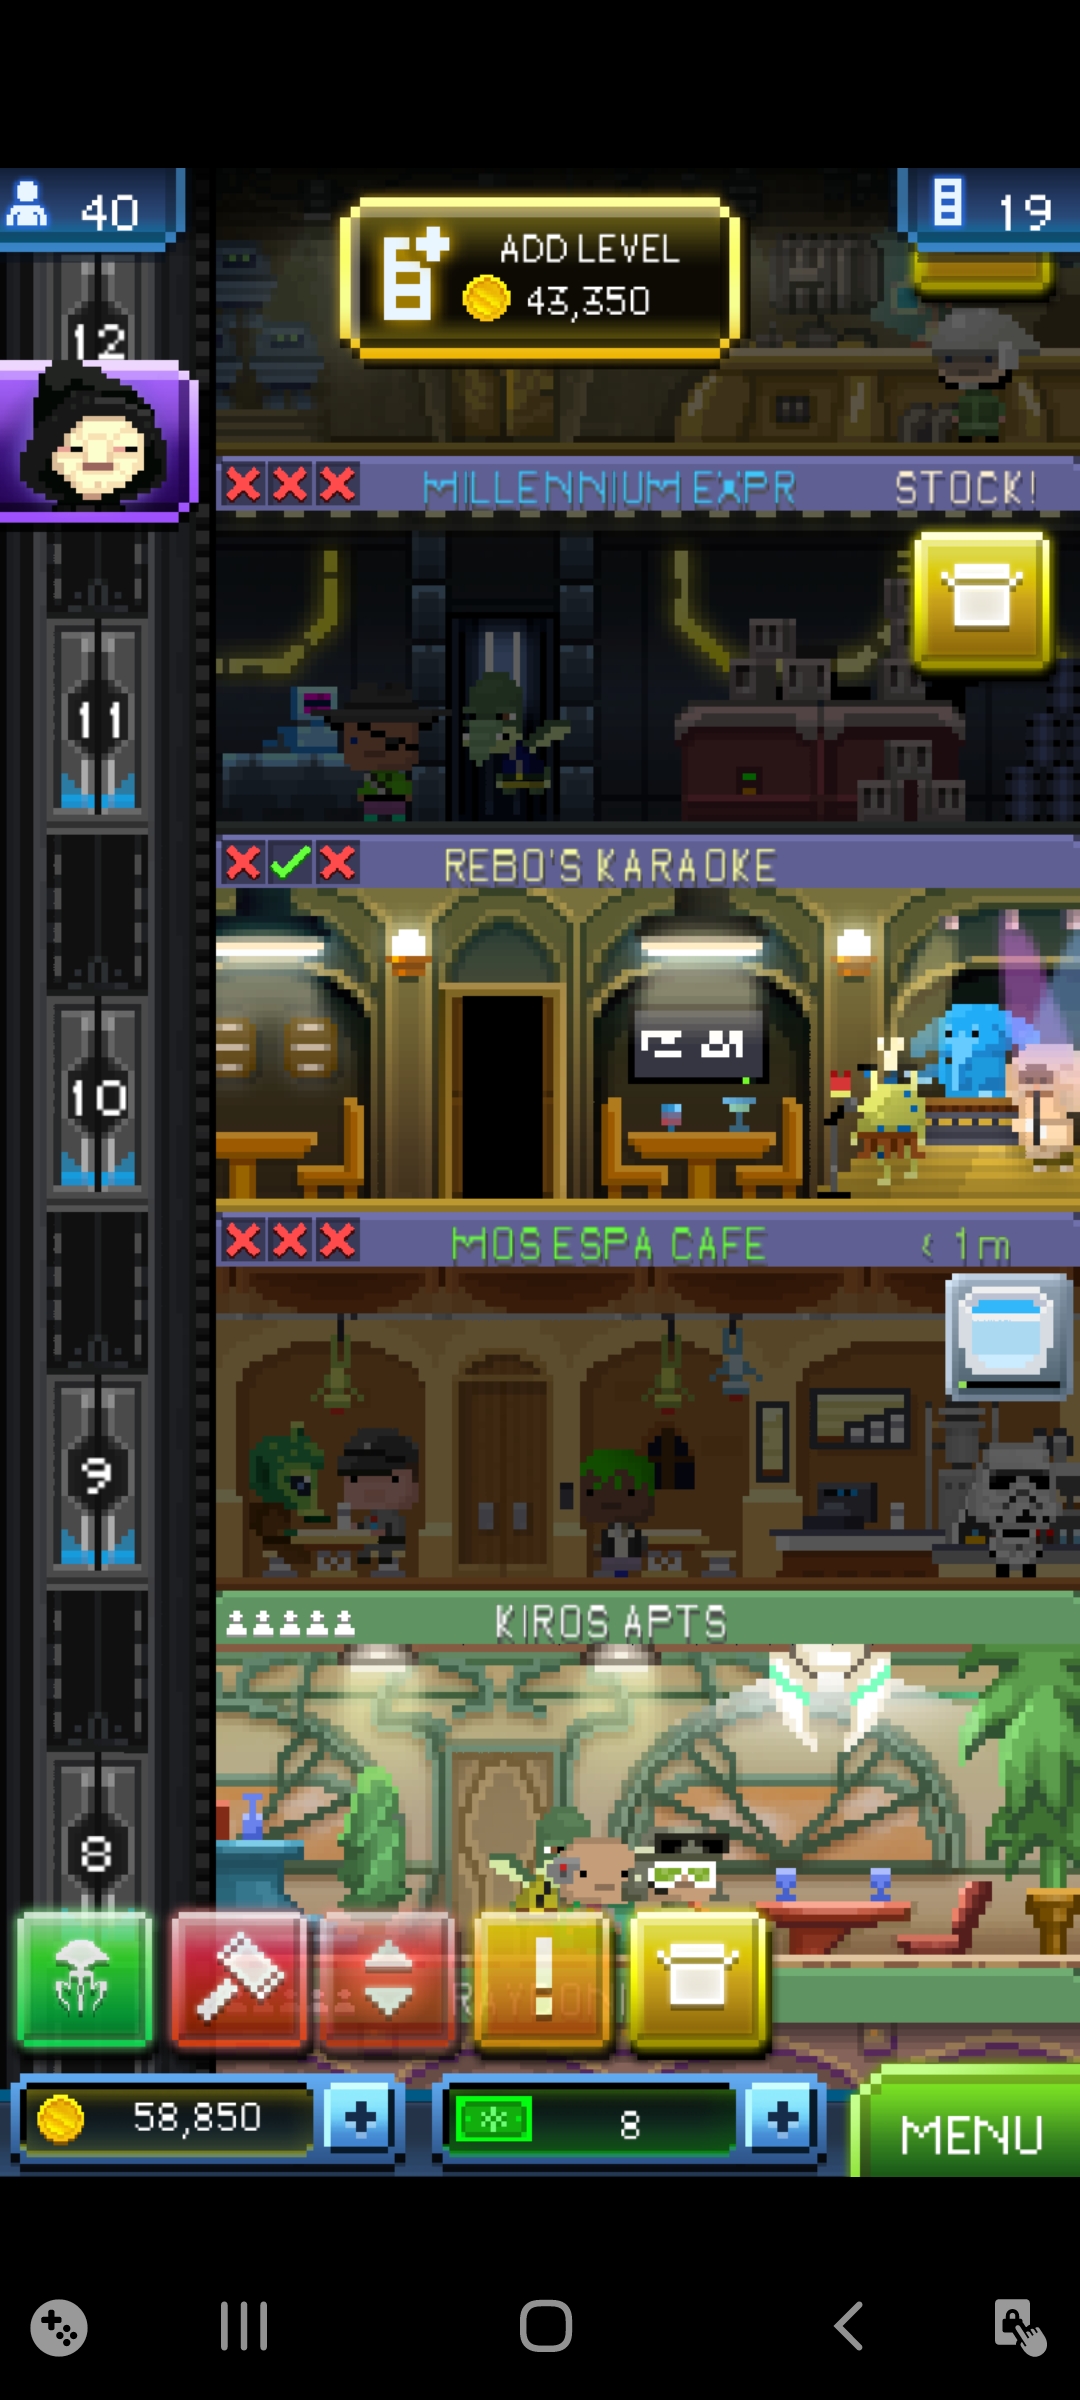 40
ADD LEVEL
43,350
19
12
MILLENNIUM EXPR
STOCK!
11
REBO'S KARAOKE
10
MOS ESPA CAFE
< 1m
9
KIROS APTS
8
58,850
8
MENU